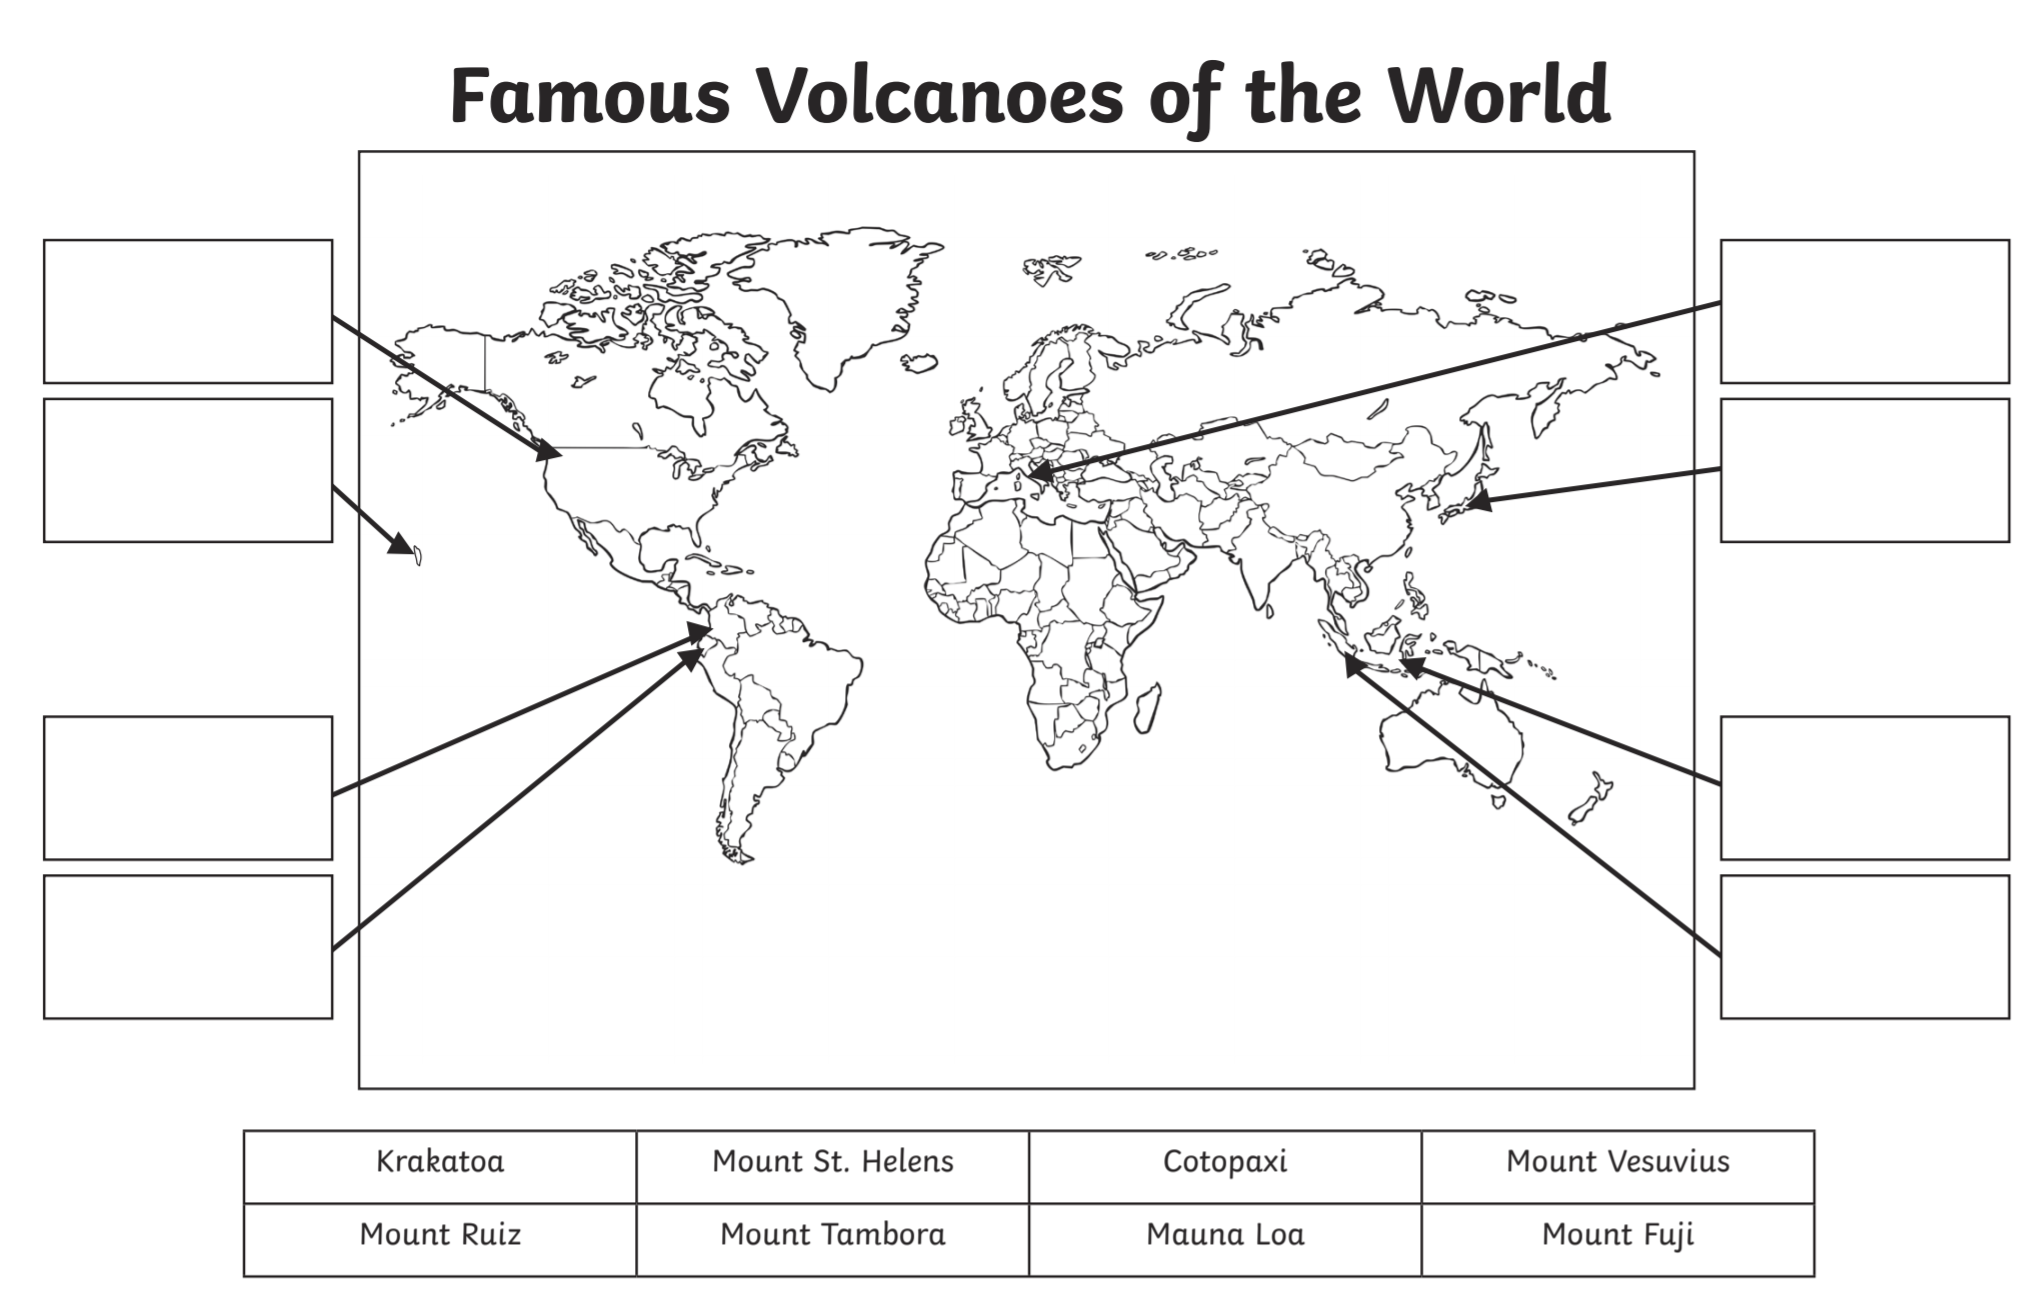 Famous Volcanoes of the World
Krakatoa
Mount St. Helens
Cotopaxi
Mount Vesuvius
Mount Ruiz
Mount Tambora
Mauna Loa
Mount Fuji